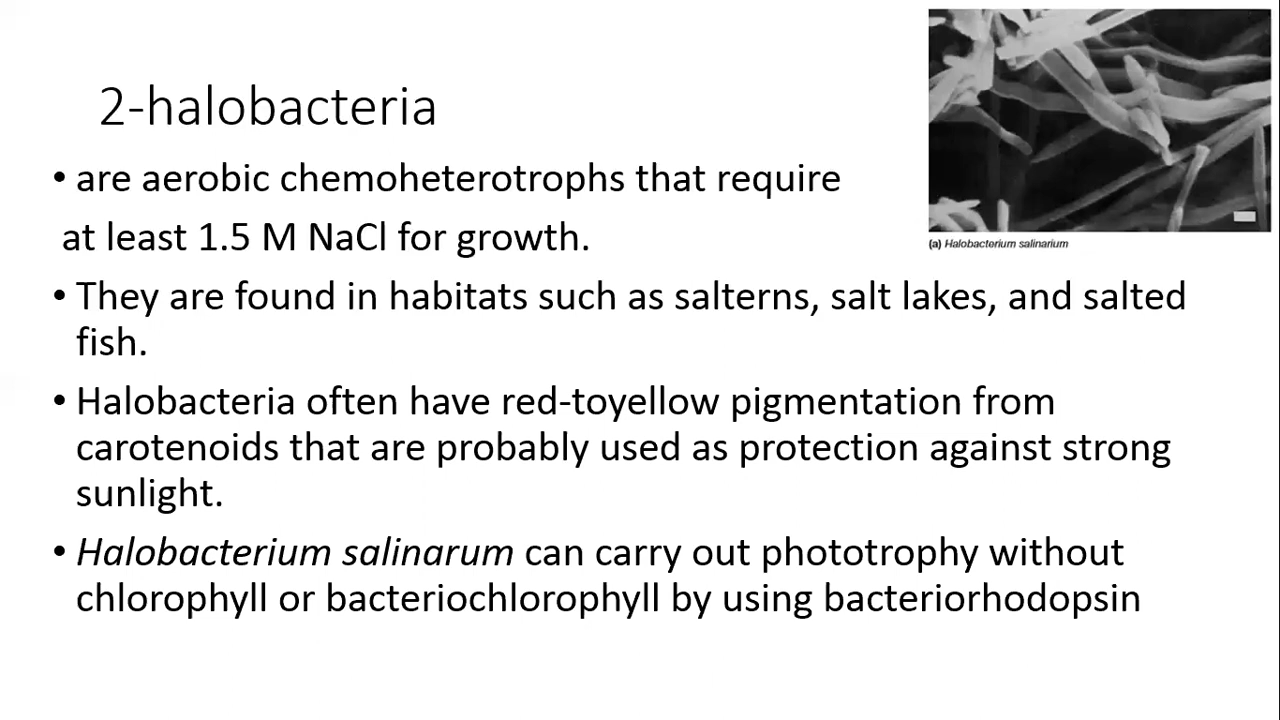 2-halobacteria
• are aerobic chemoheterotrophs that require
at least 1.5 M NaCl for growth.
• They are found in habitats such as salterns, salt lakes, and salted
fish.
• Halobacteria often have red-toyellow pigmentation from
carotenoids that are probably used as protection against strong
sunlight.
• Halobacterium salinarum can carry out phototrophy without
chlorophyll or bacteriochlorophyll by using bacteriorhodopsin
(a) Halobacterium salinarium